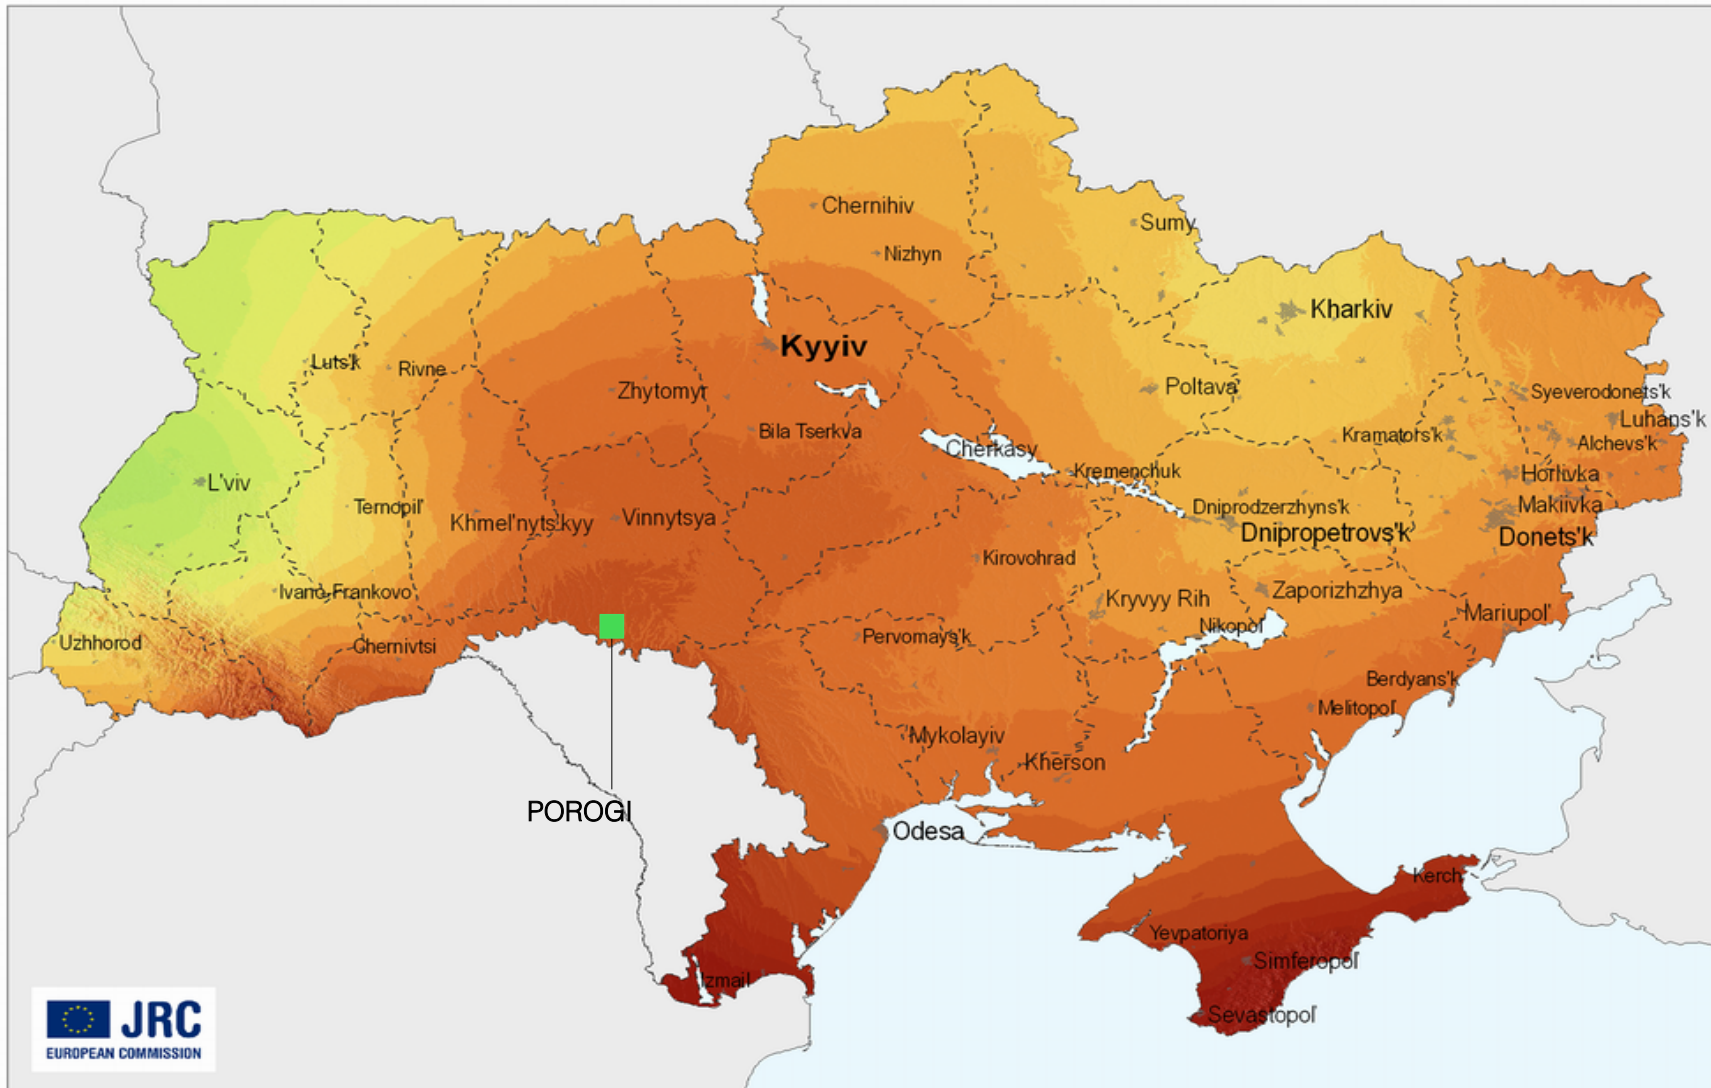 Chernihiv
Sumy
Nizhyn
Kharkiv
Kyyiv
Luts'k
Rivne
Zhytomyr
Poltava
Syeverodonets'k
Luhans'k
Bila Tserkva
Cherkasy
Kramators'k
Alchevs'k
Kremenchuk
Horlivka
L'viv
Ternopil'
Khmel'nyts'kyy
Vinnytsya
Dniprodzerzhyns'k
Makiivka
Dnipropetrovs'k
Donets'k
Kirovohrad
Ivano-Frankovo
Kryvyy Rih
Zaporizhzhya
Mariupol'
Nikopol'
Uzhhorod
Chernivtsi
Pervomays'k
Berdyans'k
Melitopol'
Mykolayiv
Kherson
POROGI
Odesa
Kerch
Yevpatoriya
Simferopol'
Izmail
Sevastopol'
JRC
EUROPEAN COMMISSION